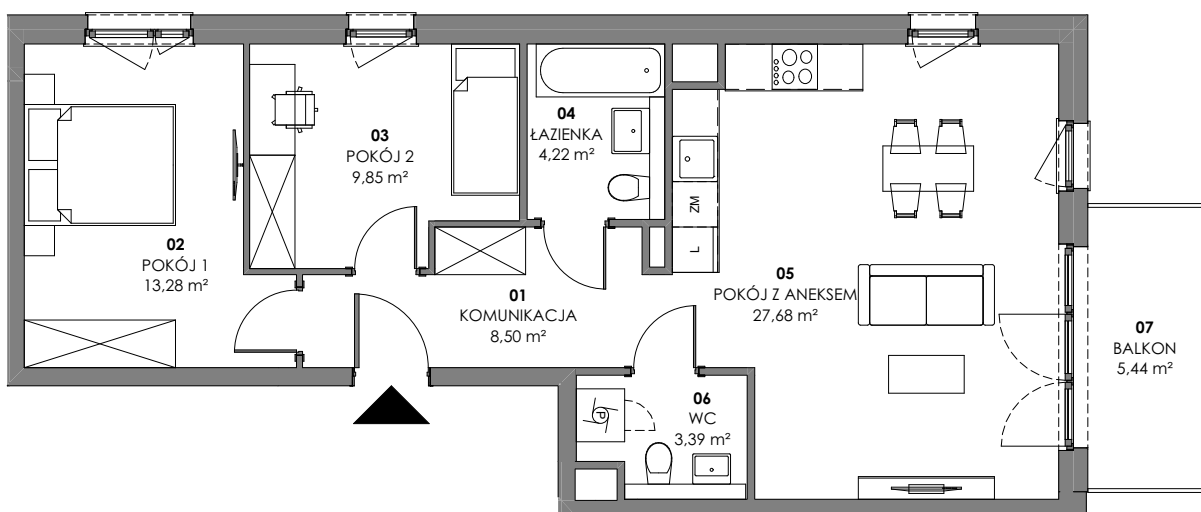 01
KOMUNIKACJA
8,50 m²
02
POKÓJ 1
13,28 m²
03
POKÓJ 2
9,85 m²
04
ŁAZIENKA
4,22 m²
05
POKÓJ Z ANEKSEM
27,68 m²
06
WC
3,39 m²
07
BALKON
5,44 m²
ZM
L
P